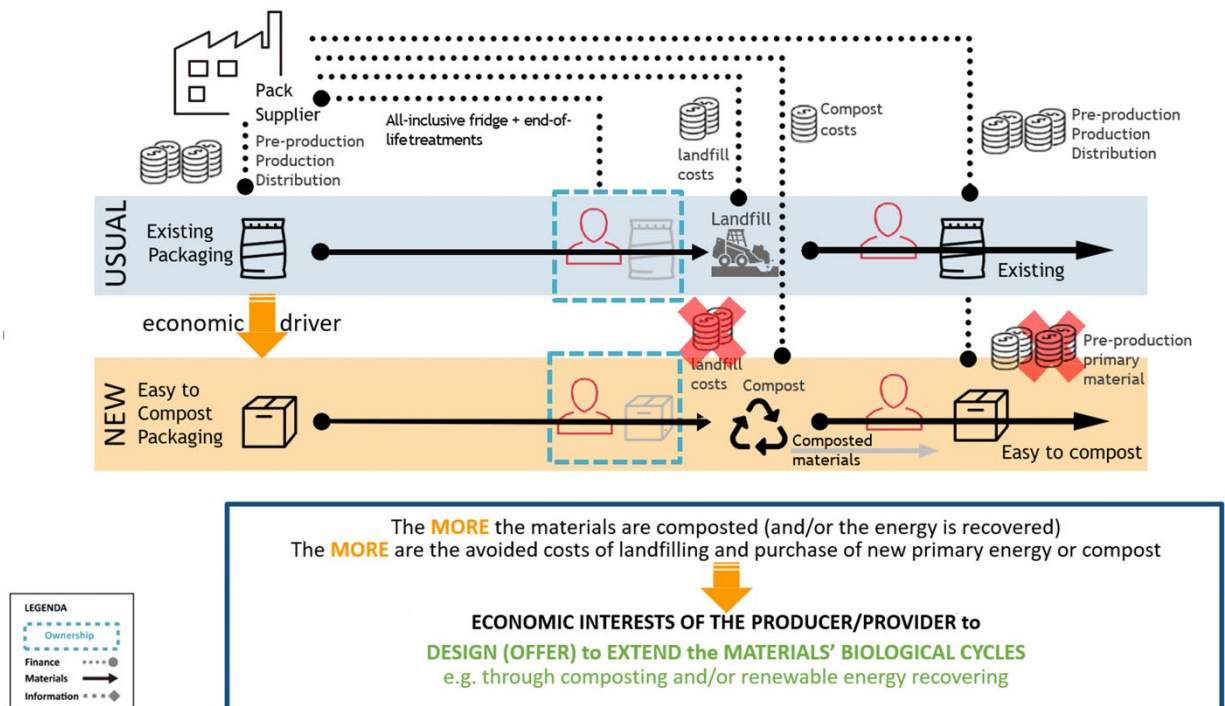 Pack
Supplier
All-inclusive fridge + end-of-
life treatments
Pre-production
Production
Distribution
landfill
costs
Compost
costs
Pre-production
Production
Distribution
USUAL
Existing
Packaging
Landfill
Existing
economic driver
landfill
costs
Pre-production
primary
material
NEW
Easy to
Compost
Packaging
Compost
Composted
materials
Easy to compost
The MORE the materials are composted (and/or the energy is recovered)
The MORE are the avoided costs of landfilling and purchase of new primary energy or compost
ECONOMIC INTERESTS OF THE PRODUCER/PROVIDER to
DESIGN (OFFER) to EXTEND the MATERIALS' BIOLOGICAL CYCLES
e.g. through composting and/or renewable energy recovering
LEGENDA
Ownership
Finance
Materials
Information